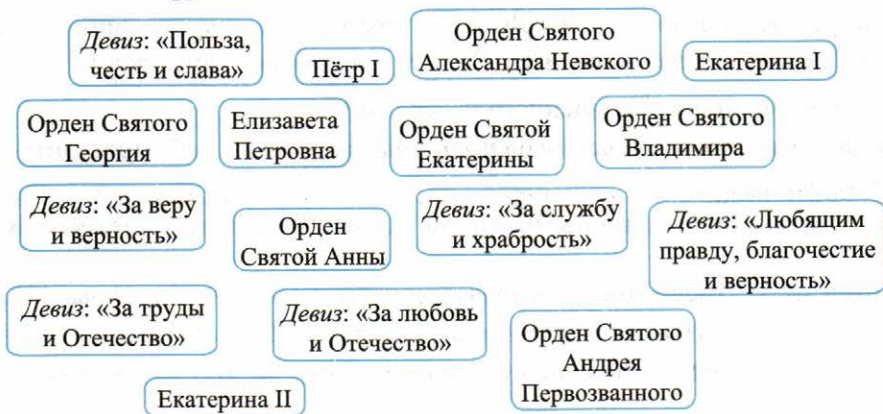 Девиз: «Польза,
честь и слава»
Пётр I
Орден Святого
Александра Невского
Екатерина I
Орден Святого
Георгия
Елизавета
Петровна
Орден Святой
Екатерины
Орден Святого
Владимира
Девиз: «За веру
и верность»
Орден
Святой Анны
Девиз: «За службу
и храбрость»
Девиз: «Любящим
правду, благочестие
и верность»
Девиз: «За труды
и Отечество»
Девиз: «За любовь
и Отечество»
Орден Святого
Андрея
Первозванного
Екатерина II